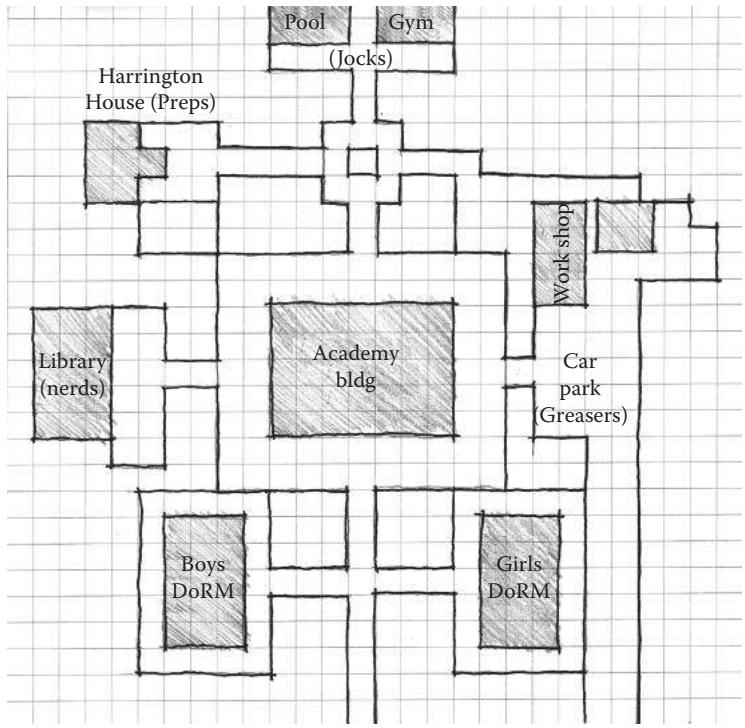 Pool
Gym
(Jocks)
Harrington
House (Preps)
Work shop
Academy
bldg
Library
(nerds)
Car
park
(Greasers)
Boys
DoRM
Girls
DoRM